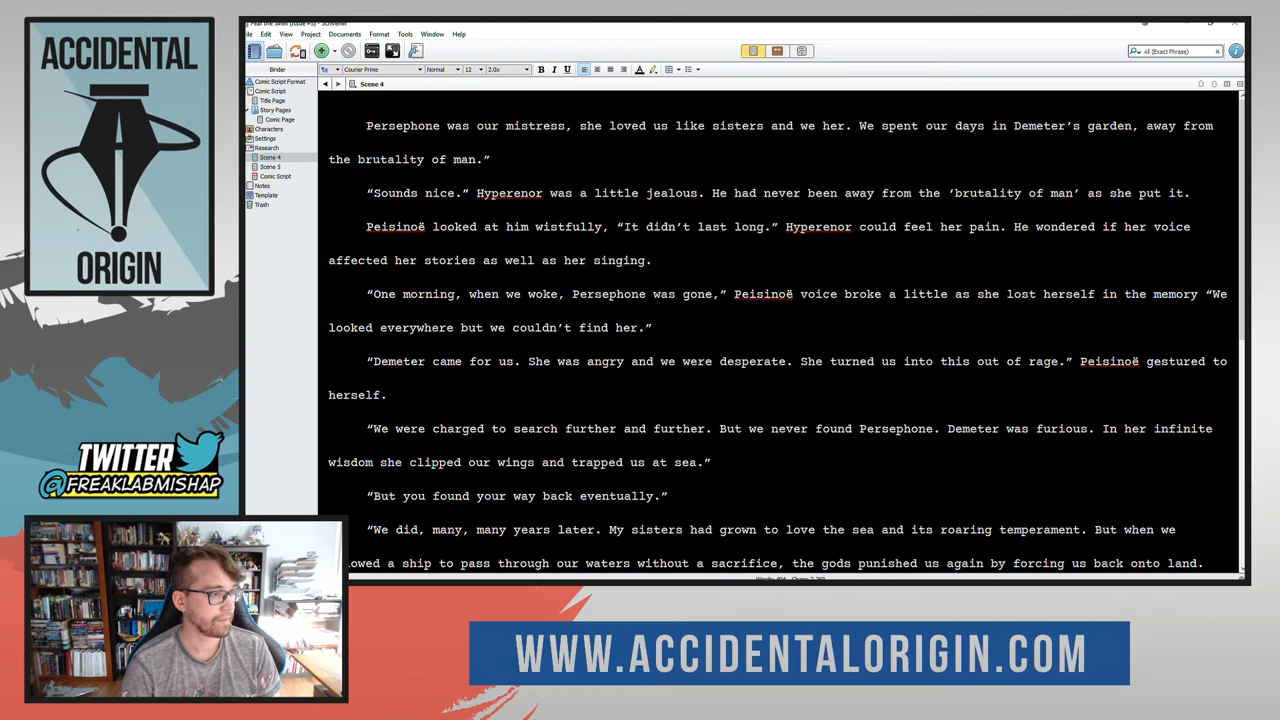 ACCIDENTAL
ORIGIN
TWITTER
@FREAKLABMISHAP
File Edit View Project Documents Format Tools Window Help
All (Exact Phrase)
Binder
Courier Prime Normal 12 2.0x B I U A
Comic Script Format
Comic Script
Title Page
Story Pages
Comic Page
Characters
Settings
Research
Scene 4
Scene 5
Comic Script
Notes
Template
Trash
Scene 4
Persephone was our mistress, she loved us like sisters and we her. We spent our days in Demeter’s garden, away from
the brutality of man.”
“Sounds nice.” Hyperenor was a little jealous. He had never been away from the ‘brutality of man’ as she put it.
Peisinoë looked at him wistfully, “It didn’t last long.” Hyperenor could feel her pain. He wondered if her voice
affected her stories as well as her singing.
“One morning, when we woke, Persephone was gone,” Peisinoë voice broke a little as she lost herself in the memory “We
looked everywhere but we couldn’t find her.”
“Demeter came for us. She was angry and we were desperate. She turned us into this out of rage.” Peisinoë gestured to
herself.
“We were charged to search further and further. But we never found Persephone. Demeter was furious. In her infinite
wisdom she clipped our wings and trapped us at sea.”
“But you found your way back eventually.”
“We did, many, many years later. My sisters had grown to love the sea and its roaring temperament. But when we
owed a ship to pass through our waters without a sacrifice, the gods punished us again by forcing us back onto land.
WWW.ACCIDENTALORIGIN.COM